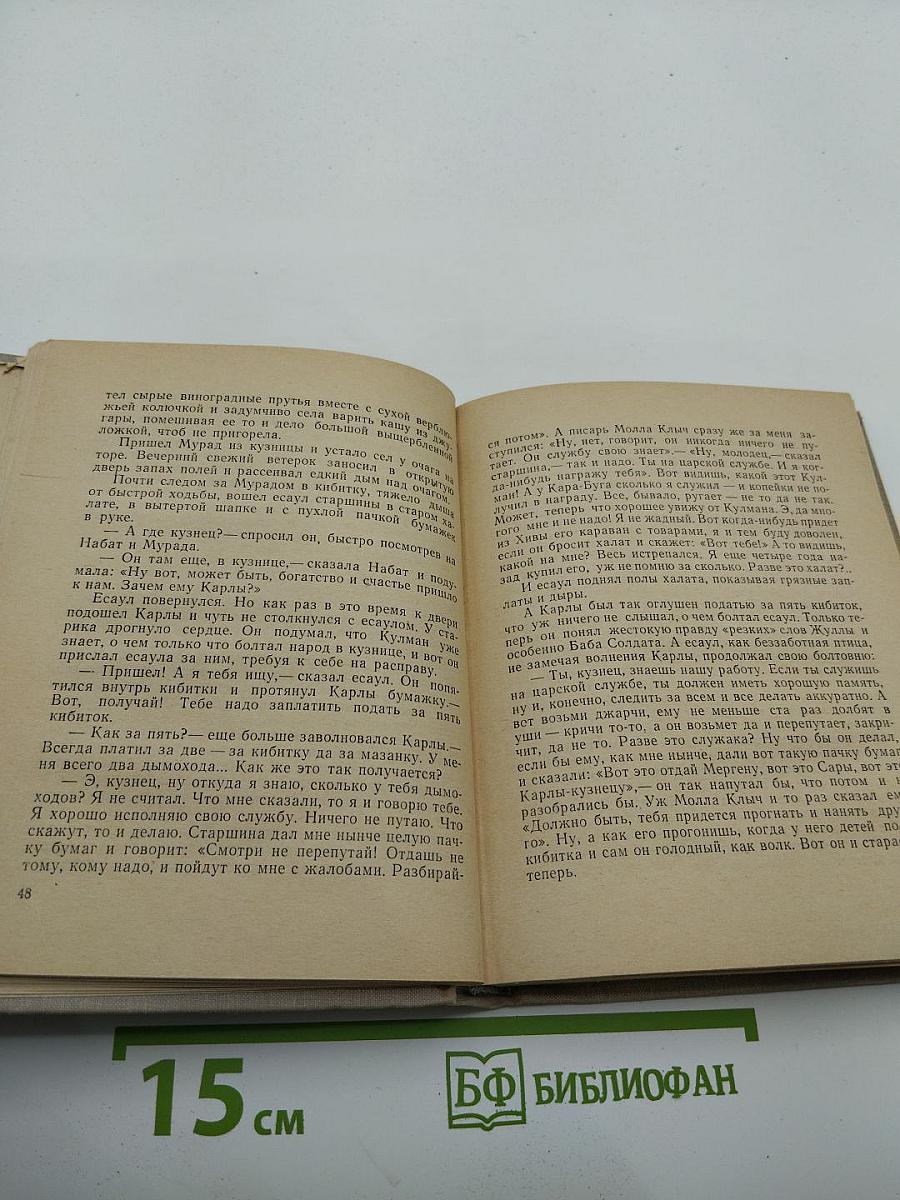 тел сырые виноградные прутья вместе с сухой верблю-
жьей колючкой и задумчиво села варить кашу из джу-
гары, помешивая ее то и дело большой выщербленной
ложкой, чтоб не пригорела.
Пришел Мурад из кузницы и устало сел у очага на
торе. Вечерний свежий ветерок заносил в открытую
дверь запах полей и рассеивал едкий дым над очагом.
Почти следом за Мурадом в кибитку, тяжело дыша
от быстрой ходьбы, вошел есаул старшины в старом ха-
лате, в вытертой шапке и с пухлой пачкой бумажек
в руке.
— А где кузнец?— спросил он, быстро посмотрев на
Набат и Мурада.
— Он там еще, в кузнице,— сказала Набат и поду-
мала: «Ну вот, может быть, богатство и счастье пришло
к нам. Зачем ему Карлы?»
Есаул повернулся. Но как раз в это время к двери
подошел Карлы и чуть не столкнулся с есаулом. У ста-
рика дрогнуло сердце. Он подумал, что Кулман уже
знает, о чем только что болтал народ в кузнице, и вот он
прислал есаула за ним, требуя к себе на расправу.
— Пришел! А я тебя ищу,— сказал есаул. Он попя-
тился внутрь кибитки и протянул Карлы бумажку.—
Вот, получай! Тебе надо заплатить подать за пять
кибиток.
— Как за пять?— еще больше заволновался Карлы.—
Всегда платил за две — за кибитку да за мазанку. У ме-
ня всего два дымохода... Как же это так получается?
— Э, кузнец, ну откуда я знаю, сколько у тебя дымо-
ходов? Я не считал. Что мне сказали, то я и говорю тебе.
Я хорошо исполняю свою службу. Ничего не путаю. Что
скажут, то и делаю. Старшина дал мне нынче целую пач-
ку бумаг и говорит: «Смотри не перепутай! Отдашь не
тому, кому надо, и пойдут ко мне с жалобами. Разбирай-
48
ся потом». А писарь Молла Клыч сразу же за меня за-
ступился: «Ну, нет, говорит, он никогда ничего не пу-
тает. Он службу свою знает».— «Ну, молодец,— сказал
старшина,— так и надо. Ты на царской службе. И я ког-
да-нибудь награжу тебя». Вот видишь, какой этот Кул-
ман! А у Кара-Буга сколько я служил — и копейки не по-
лучил в награду. Все, бывало, ругает — не то да не так.
Может, теперь что хорошее увижу от Кулмана. Э, да мно-
гого мне и не надо! Я не жадный. Вот когда-нибудь придет
из Хивы его караван с товарами, я и тем буду доволен,
если он бросит халат и скажет: «Вот тебе!» А то видишь,
какой на мне? Весь истрепался. Я еще четыре года на-
зад купил его, уж не помню за сколько. Разве это халат?..
И есаул поднял полы халата, показывая грязные зап-
латы и дыры.
А Карлы был так оглушен податью за пять кибиток,
что уж ничего не слышал, о чем болтал есаул. Только те-
перь он понял жестокую правду «резких» слов Жуллы и
особенно Баба Солдата. А есаул, как беззаботная птица,
не замечая волнения Карлы, продолжал свою болтовню:
— Ты, кузнец, знаешь нашу работу. Если ты служишь
на царской службе, ты должен иметь хорошую память,
ну и, конечно, следить за всем и все делать аккуратно. А
вот возьми джарчи, ему не меньше ста раз долбят в
уши — кричи то-то, а он возьмет да и перепутает, закри-
чит, да не то. Разве это служака? Ну что бы он делал,
если бы ему, как мне нынче, дали вот такую пачку бумаг
и сказали: «Вот это отдай Мергену, вот это Сары, вот это
Карлы-кузнецу»,— он так напутал бы, что потом и н
разобрались бы. Уж Молла Клыч и то раз сказал ем
«Должно быть, тебя придется прогнать и нанять дру
го». Ну, а как его прогонишь, когда у него детей по
кибитка и сам он голодный, как волк. Вот он и стара
теперь.
15 см
БФ БИБЛИОФАН